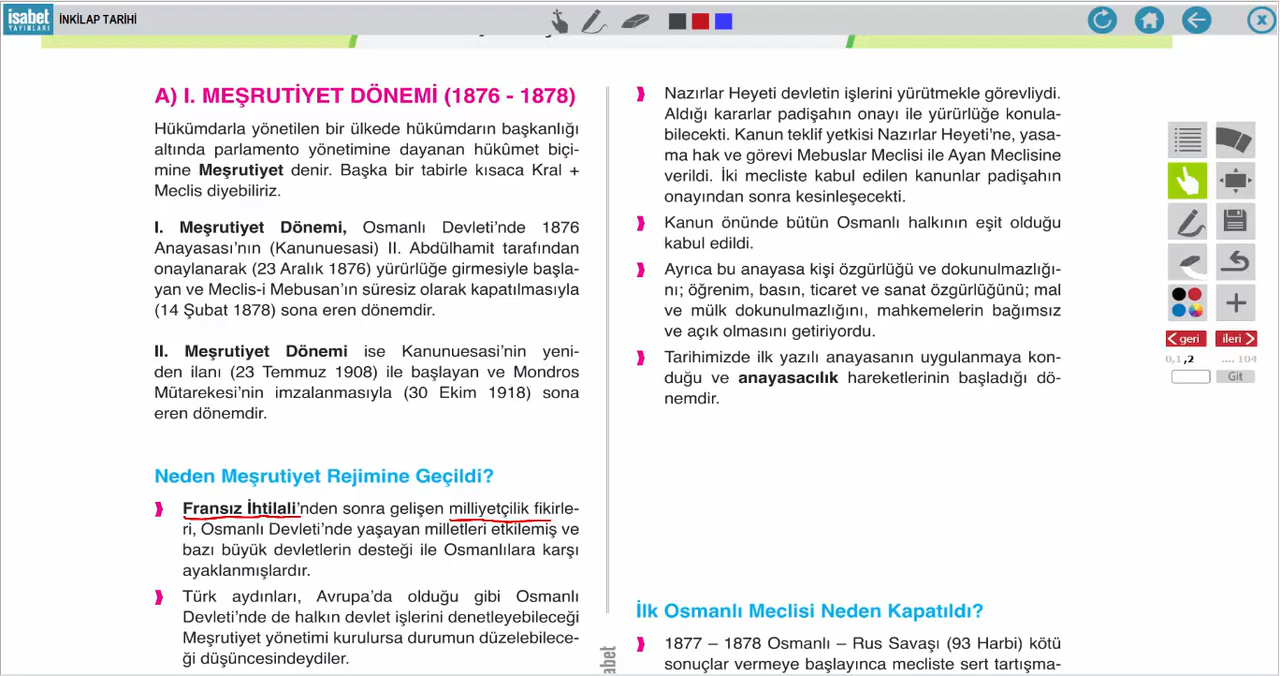 isabet
YAYINLARI
İNKİLAP TARİHİ
A) I. MEŞRUTİYET DÖNEMİ (1876 - 1878)
Hükümdarla yönetilen bir ülkede hükümdarın başkanlığı
altında parlamento yönetimine dayanan hükûmet biçi-
mine Meşrutiyet denir. Başka bir tabirle kısaca Kral +
Meclis diyebiliriz.
I. Meşrutiyet Dönemi, Osmanlı Devleti'nde 1876
Anayasası'nın (Kanunuesasi) II. Abdülhamit tarafından
onaylanarak (23 Aralık 1876) yürürlüğe girmesiyle başla-
yan ve Meclis-i Mebusan'ın süresiz olarak kapatılmasıyla
(14 Şubat 1878) sona eren dönemdir.
II. Meşrutiyet Dönemi ise Kanunuesasi'nin yeni-
den ilanı (23 Temmuz 1908) ile başlayan ve Mondros
Mütarekesi'nin imzalanmasıyla (30 Ekim 1918) sona
eren dönemdir.
Neden Meşrutiyet Rejimine Geçildi?
Fransız İhtilali'nden sonra gelişen milliyetçilik fikirle-
ri, Osmanlı Devleti'nde yaşayan milletleri etkilemiş ve
bazı büyük devletlerin desteği ile Osmanlılara karşı
ayaklanmışlardır.
Türk aydınları, Avrupa'da olduğu gibi Osmanlı
Devleti'nde de halkın devlet işlerini denetleyebileceği
Meşrutiyet yönetimi kurulursa durumun düzelebilece-
ği düşüncesindeydiler.
Nazırlar Heyeti devletin işlerini yürütmekle görevliydi.
Aldığı kararlar padişahın onayı ile yürürlüğe konula-
bilecekti. Kanun teklif yetkisi Nazırlar Heyeti'ne, yasa-
ma hak ve görevi Mebuslar Meclisi ile Ayan Meclisine
verildi. İki mecliste kabul edilen kanunlar padişahın
onayından sonra kesinleşecekti.
Kanun önünde bütün Osmanlı halkının eşit olduğu
kabul edildi.
Ayrıca bu anayasa kişi özgürlüğü ve dokunulmazlığı-
nı; öğrenim, basın, ticaret ve sanat özgürlüğünü; mal
ve mülk dokunulmazlığını, mahkemelerin bağımsız
ve açık olmasını getiriyordu.
Tarihimizde ilk yazılı anayasanın uygulanmaya kon-
duğu ve anayasacılık hareketlerinin başladığı dö-
nemdir.
İlk Osmanlı Meclisi Neden Kapatıldı?
1877 – 1878 Osmanlı – Rus Savaşı (93 Harbi) kötü
sonuçlar vermeye başlayınca mecliste sert tartışma-
abet
geri ileri
0,1,2 .... 104
Git